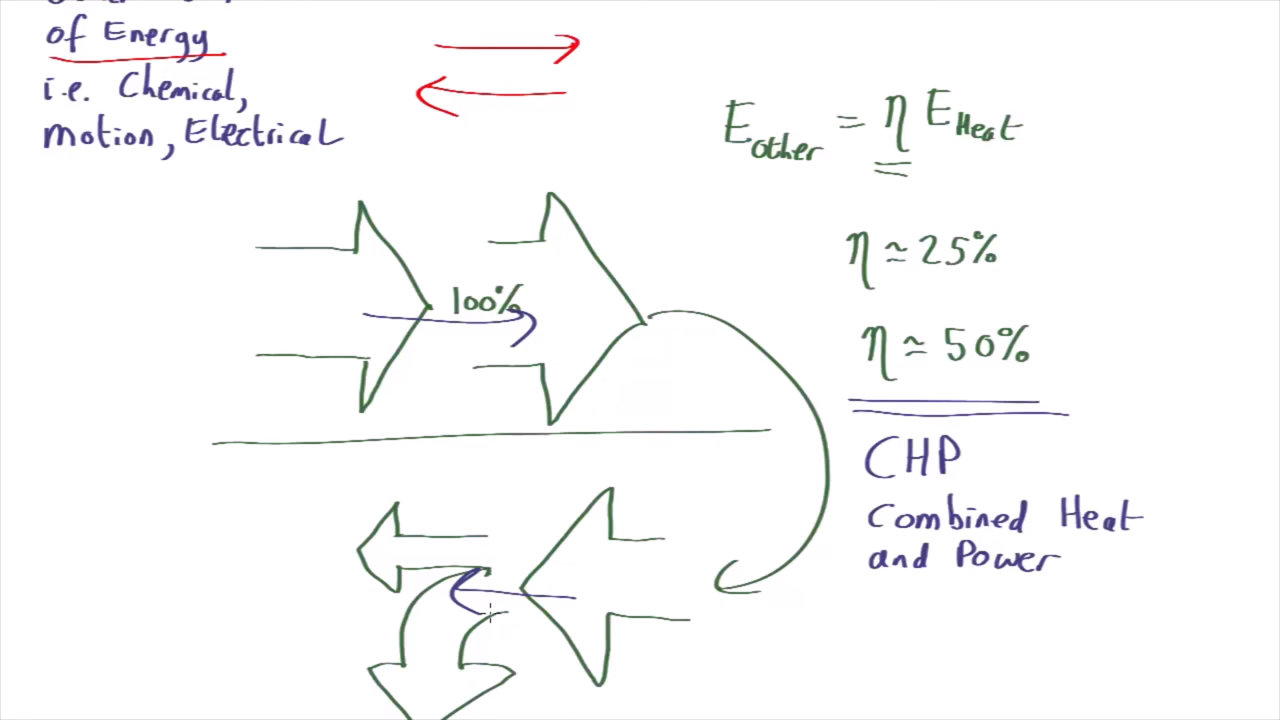 of Energy
i.e. Chemical,
Motion, Electrical
E_other = η E_Heat
η ≃ 25%
100%
η ≃ 50%
CHP
Combined Heat
and Power